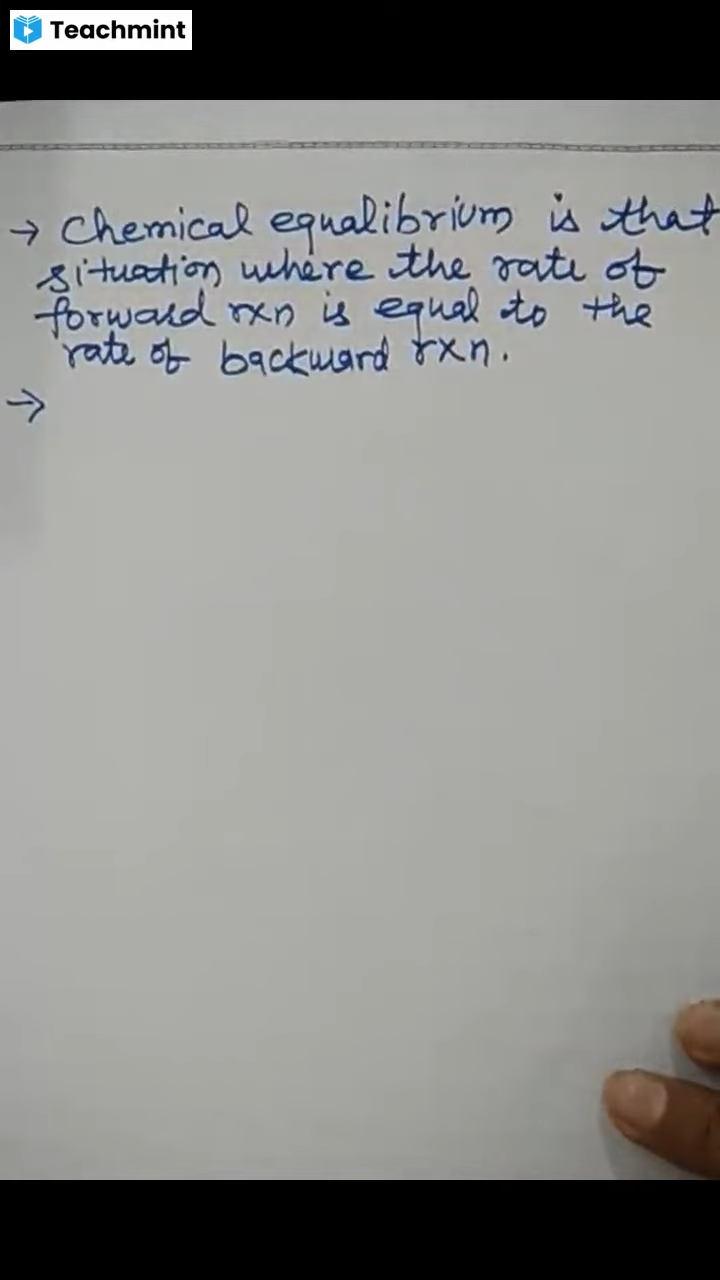 Teachmint
→ Chemical equalibrium is that
situation where the rate of
forward rxn is equal to the
rate of backward rxn.
→